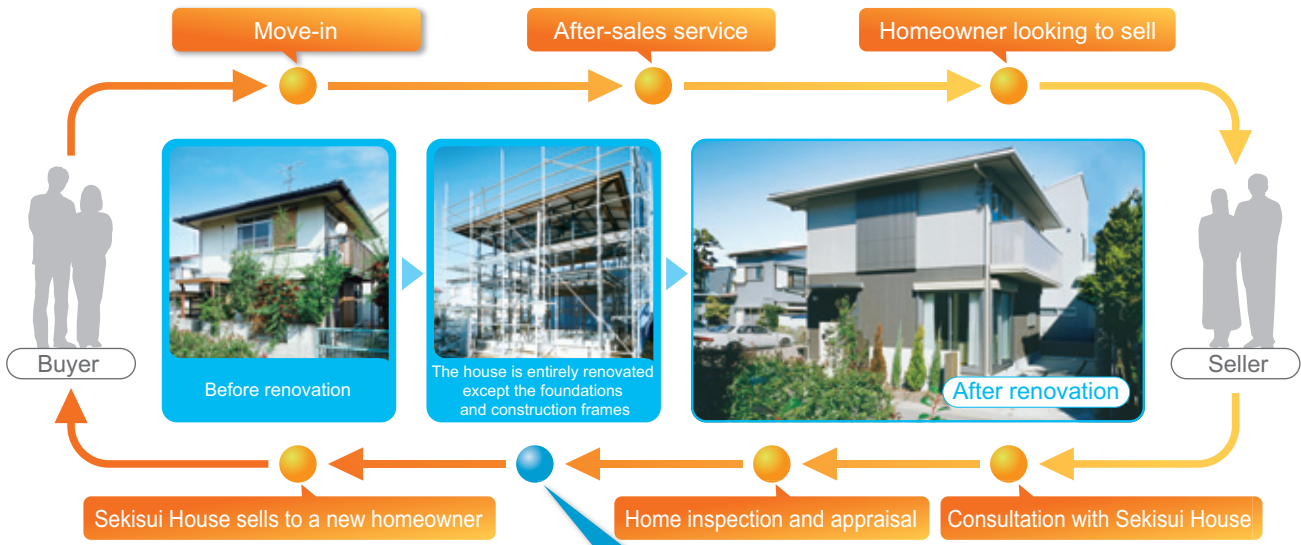 Move-in
After-sales service
Homeowner looking to sell
Buyer
Before renovation
The house is entirely renovated
except the foundations
and construction frames
After renovation
Seller
Sekisui House sells to a new homeowner
Home inspection and appraisal
Consultation with Sekisui House